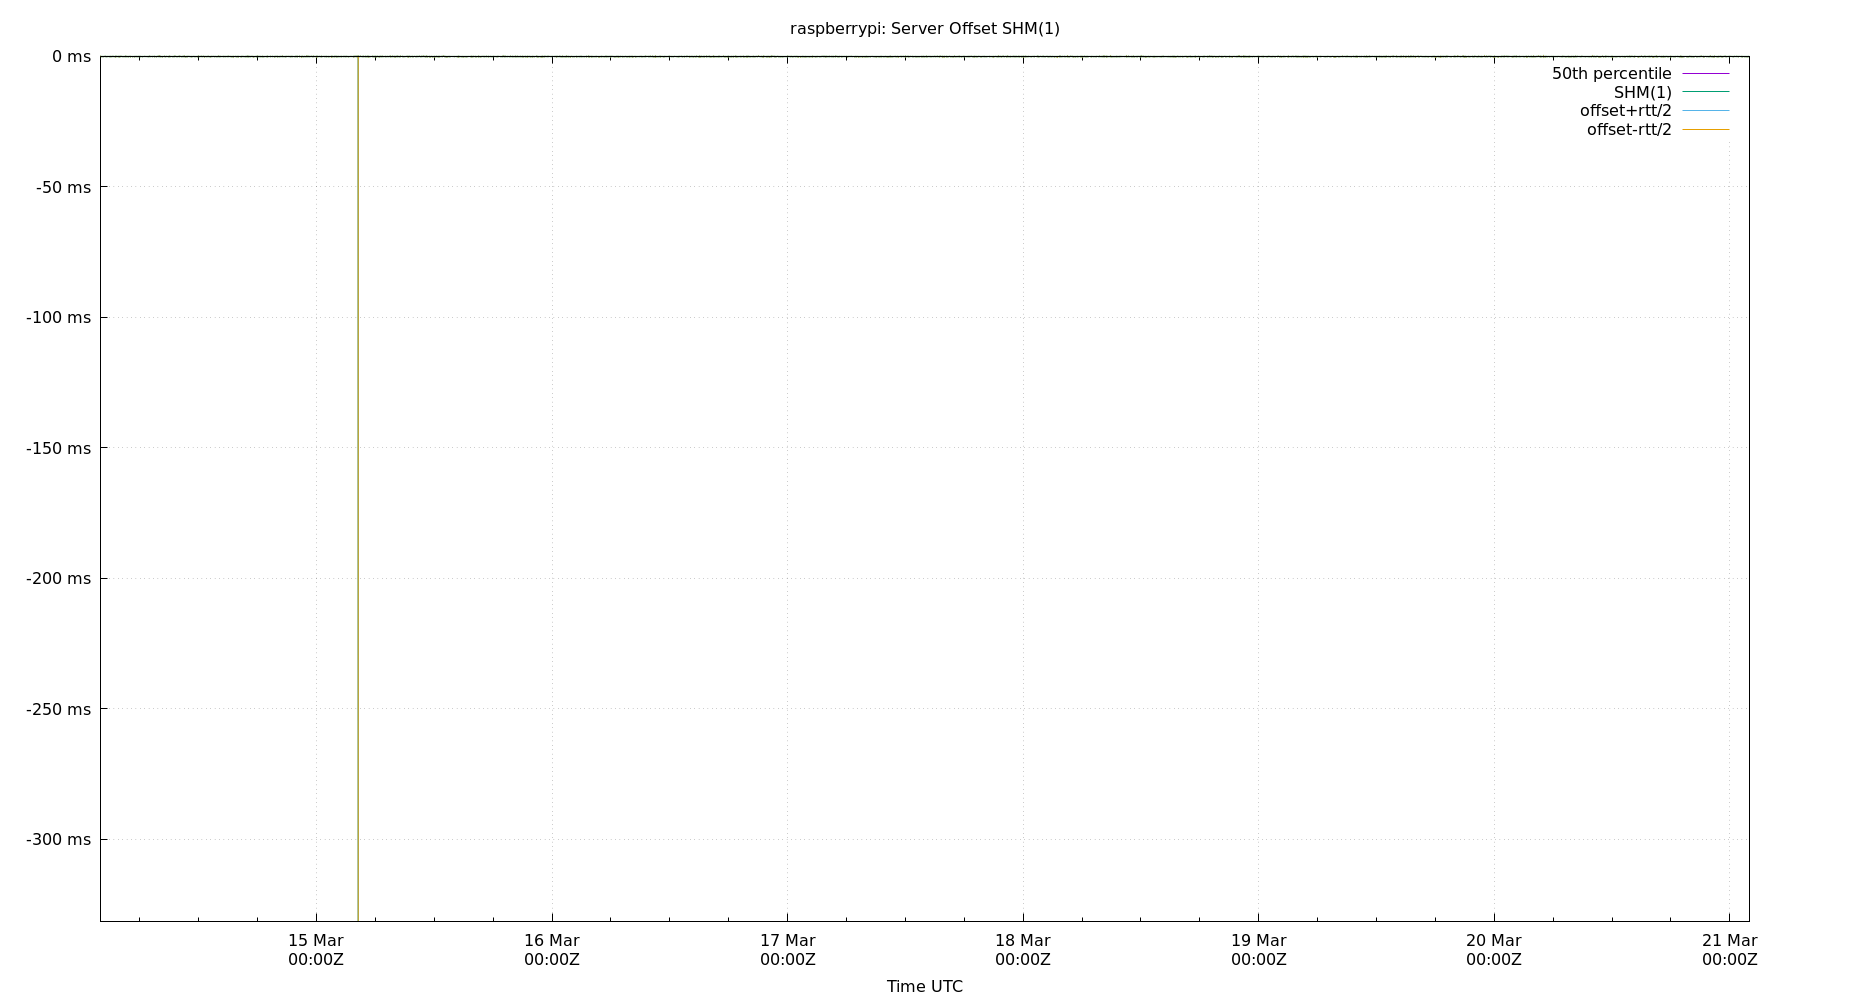 raspberrypi: Server Offset SHM(1)
0 ms
-50 ms
-100 ms
-150 ms
-200 ms
-250 ms
-300 ms
50th percentile
SHM(1)
offset+rtt/2
offset-rtt/2
15 Mar 16 Mar 17 Mar 18 Mar 19 Mar 20 Mar 21 Mar
00:00Z 00:00Z 00:00Z 00:00Z 00:00Z 00:00Z 00:00Z
Time UTC